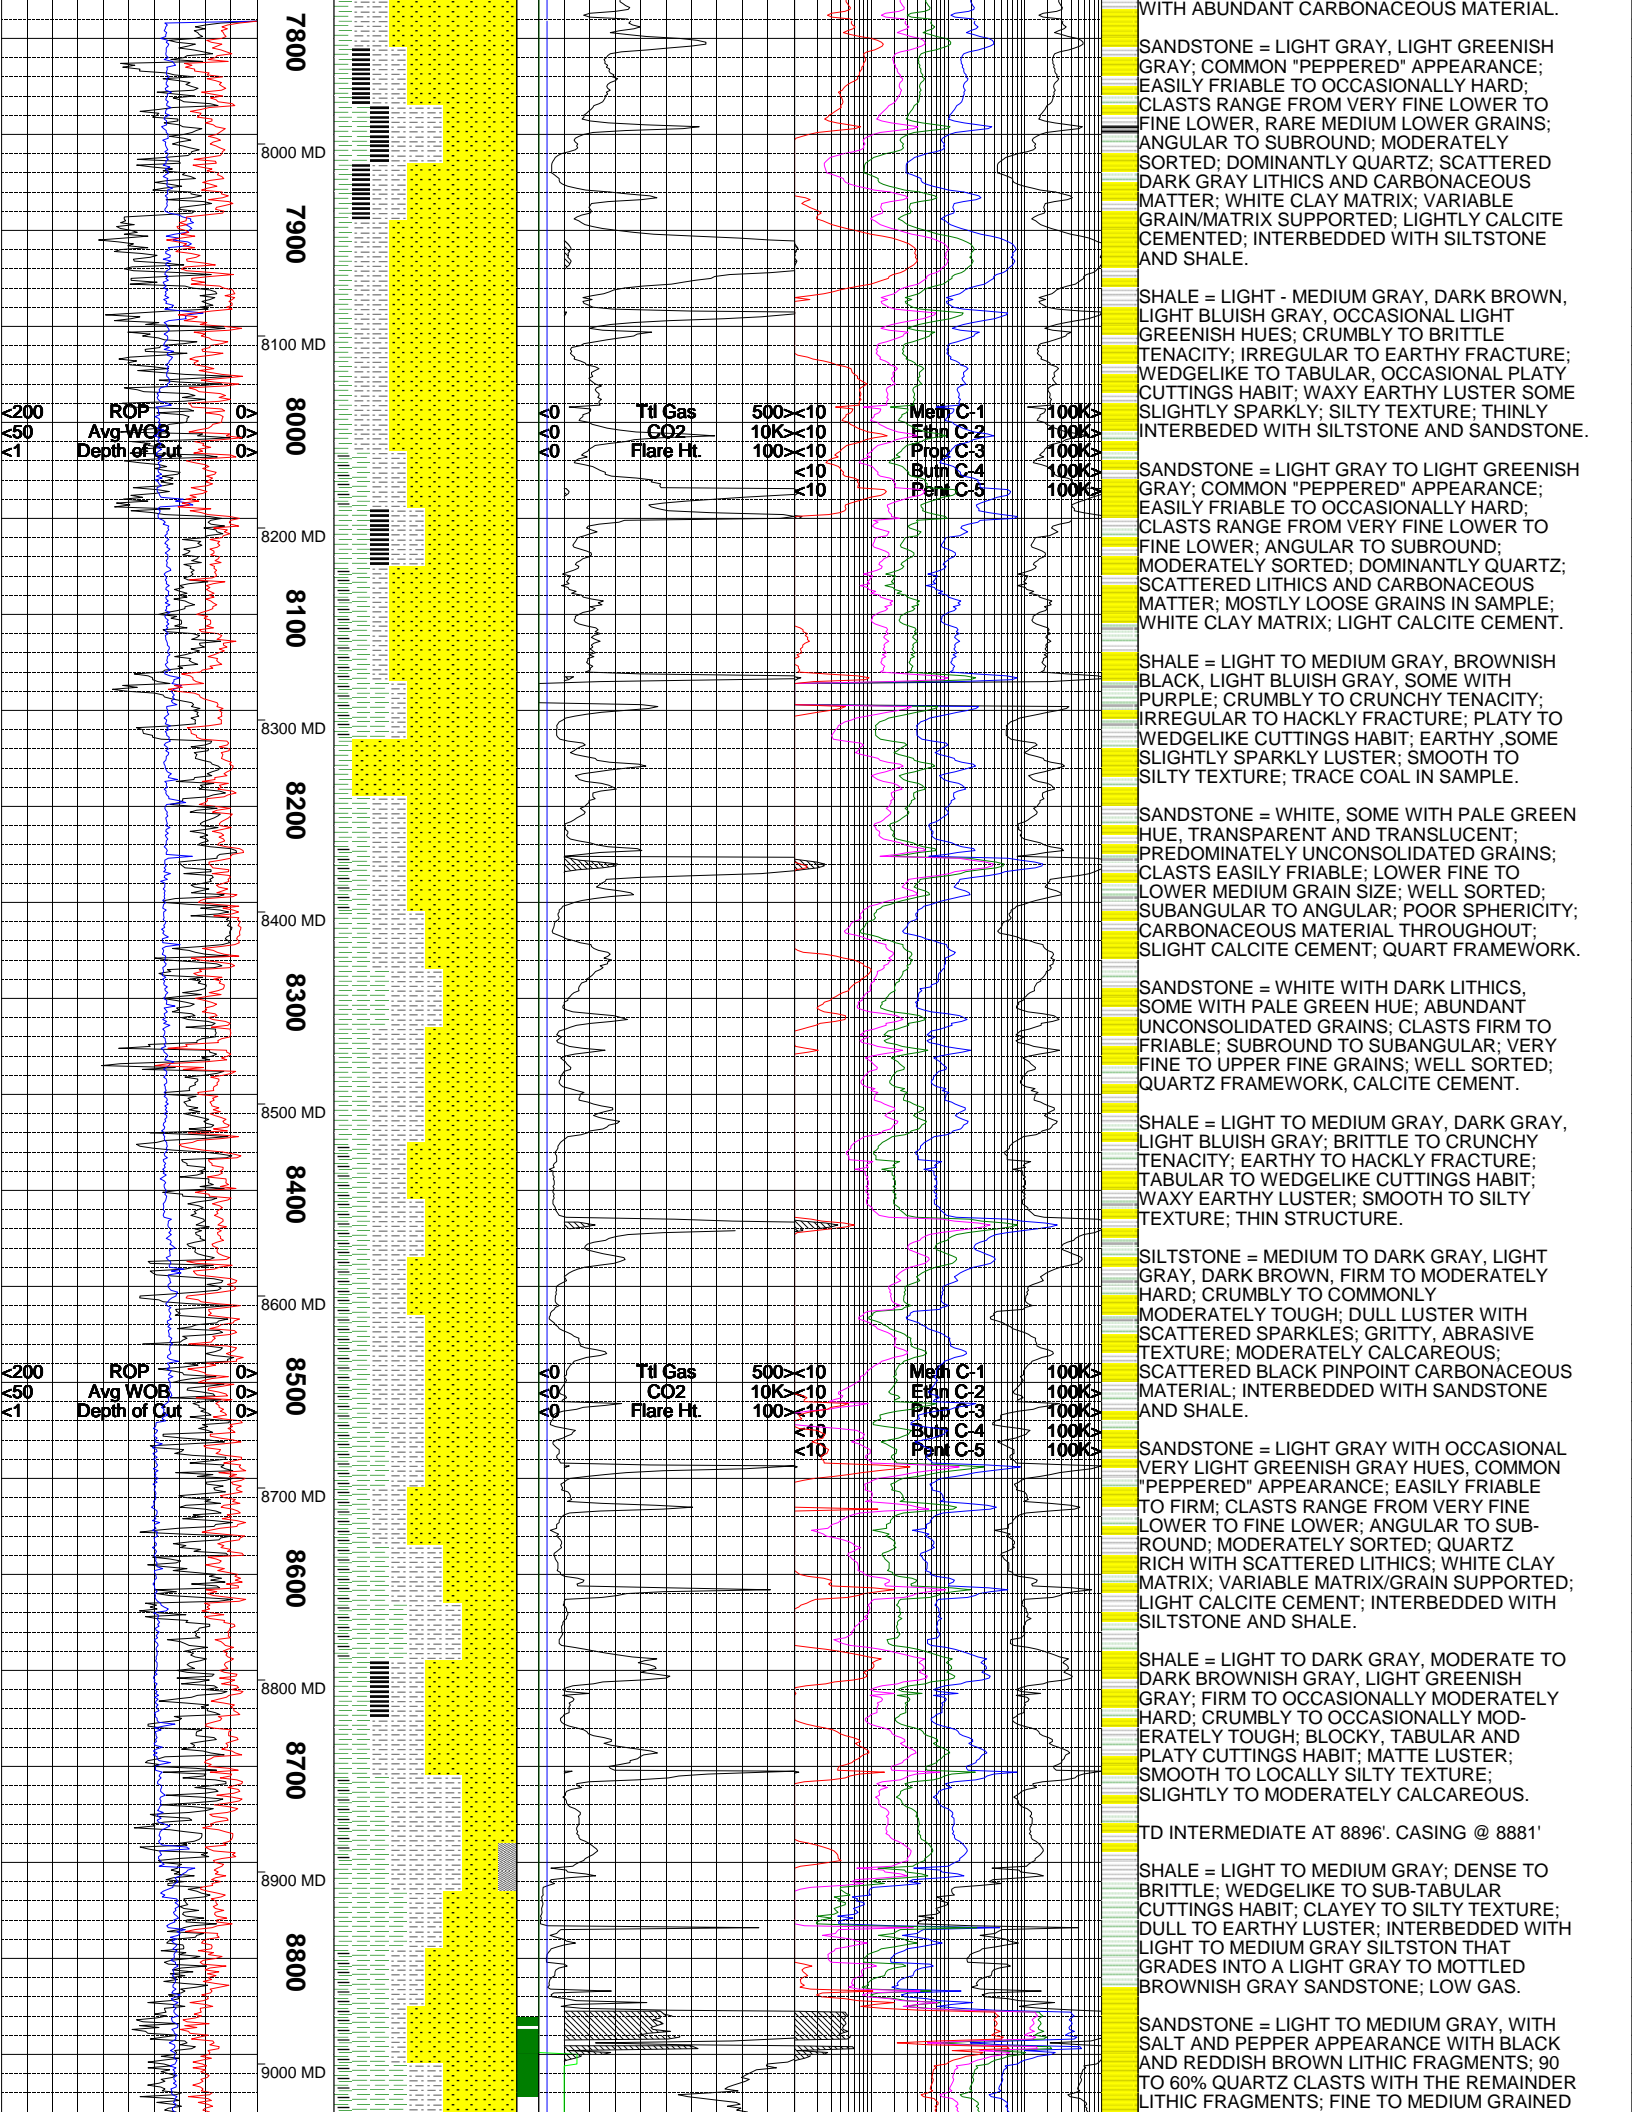 WITH ABUNDANT CARBONACEOUS MATERIAL.
7800
SANDSTONE = LIGHT GRAY, LIGHT GREENISH
GRAY; COMMON "PEPPERED" APPEARANCE;
EASILY FRIABLE TO OCCASIONALLY HARD;
CLASTS RANGE FROM VERY FINE LOWER TO
FINE LOWER, RARE MEDIUM LOWER GRAINS;
ANGULAR TO SUBROUND; MODERATELY
SORTED; DOMINANTLY QUARTZ; SCATTERED
DARK GRAY LITHICS AND CARBONACEOUS
MATTER; WHITE CLAY MATRIX; VARIABLE
GRAIN/MATRIX SUPPORTED; LIGHTLY CALCITE
CEMENTED; INTERBEDDED WITH SILTSTONE
AND SHALE.
8000 MD
7900
SHALE = LIGHT - MEDIUM GRAY, DARK BROWN,
LIGHT BLUISH GRAY, OCCASIONAL LIGHT
GREENISH HUES; CRUMBLY TO BRITTLE
TENACITY; IRREGULAR TO EARTHY FRACTURE;
WEDGELIKE TO TABULAR, OCCASIONAL PLATY
CUTTINGS HABIT; WAXY EARTHY LUSTER SOME
SLIGHTLY SPARKLY; SILTY TEXTURE; THINLY
INTERBEDED WITH SILTSTONE AND SANDSTONE.
8100 MD
8000
<200 ROP 0> <0 Ttl Gas 500> <10 Meth C-1 100K>
<50 Avg WOB 0> <0 CO2 10K> <10 Ethn C-2 100K>
<1 Depth of Cut 0> <0 Flare Ht. 100> <10 Prop C-3 100K>
<10 Butn C-4 100K>
<10 Pent C-5 100K>
SANDSTONE = LIGHT GRAY TO LIGHT GREENISH
GRAY; COMMON "PEPPERED" APPEARANCE;
EASILY FRIABLE TO OCCASIONALLY HARD;
CLASTS RANGE FROM VERY FINE LOWER TO
FINE LOWER; ANGULAR TO SUBROUND;
MODERATELY SORTED; DOMINANTLY QUARTZ;
SCATTERED LITHICS AND CARBONACEOUS
MATTER; MOSTLY LOOSE GRAINS IN SAMPLE;
WHITE CLAY MATRIX; LIGHT CALCITE CEMENT.
8200 MD
8100
SHALE = LIGHT TO MEDIUM GRAY, BROWNISH
BLACK, LIGHT BLUISH GRAY, SOME WITH
PURPLE; CRUMBLY TO CRUNCHY TENACITY;
IRREGULAR TO HACKLY FRACTURE; PLATY TO
WEDGELIKE CUTTINGS HABIT; EARTHY ,SOME
SLIGHTLY SPARKLY LUSTER; SMOOTH TO
SILTY TEXTURE; TRACE COAL IN SAMPLE.
8300 MD
8200
SANDSTONE = WHITE, SOME WITH PALE GREEN
HUE, TRANSPARENT AND TRANSLUCENT;
PREDOMINATELY UNCONSOLIDATED GRAINS;
CLASTS EASILY FRIABLE; LOWER FINE TO
LOWER MEDIUM GRAIN SIZE; WELL SORTED;
SUBANGULAR TO ANGULAR; POOR SPHERICITY;
CARBONACEOUS MATERIAL THROUGHOUT;
SLIGHT CALCITE CEMENT; QUART FRAMEWORK.
8400 MD
8300
SANDSTONE = WHITE WITH DARK LITHICS,
SOME WITH PALE GREEN HUE; ABUNDANT
UNCONSOLIDATED GRAINS; CLASTS FIRM TO
FRIABLE; SUBROUND TO SUBANGULAR; VERY
FINE TO UPPER FINE GRAINS; WELL SORTED;
QUARTZ FRAMEWORK, CALCITE CEMENT.
8500 MD
8400
SHALE = LIGHT TO MEDIUM GRAY, DARK GRAY,
LIGHT BLUISH GRAY; BRITTLE TO CRUNCHY
TENACITY; EARTHY TO HACKLY FRACTURE;
TABULAR TO WEDGELIKE CUTTINGS HABIT;
WAXY EARTHY LUSTER; SMOOTH TO SILTY
TEXTURE; THIN STRUCTURE.
8600 MD
SILTSTONE = MEDIUM TO DARK GRAY, LIGHT
GRAY, DARK BROWN, FIRM TO MODERATELY
HARD; CRUMBLY TO COMMONLY
MODERATELY TOUGH; DULL LUSTER WITH
SCATTERED SPARKLES; GRITTY, ABRASIVE
TEXTURE; MODERATELY CALCAREOUS;
SCATTERED BLACK PINPOINT CARBONACEOUS
MATERIAL; INTERBEDDED WITH SANDSTONE
AND SHALE.
8500
<200 ROP 0> <0 Ttl Gas 500> <10 Meth C-1 100K>
<50 Avg WOB 0> <0 CO2 10K> <10 Ethn C-2 100K>
<1 Depth of Cut 0> <0 Flare Ht. 100> <10 Prop C-3 100K>
<10 Butn C-4 100K>
<10 Pent C-5 100K>
SANDSTONE = LIGHT GRAY WITH OCCASIONAL
VERY LIGHT GREENISH GRAY HUES, COMMON
"PEPPERED" APPEARANCE; EASILY FRIABLE
TO FIRM; CLASTS RANGE FROM VERY FINE
LOWER TO FINE LOWER; ANGULAR TO SUB-
ROUND; MODERATELY SORTED; QUARTZ
RICH WITH SCATTERED LITHICS; WHITE CLAY
MATRIX; VARIABLE MATRIX/GRAIN SUPPORTED;
LIGHT CALCITE CEMENT; INTERBEDDED WITH
SILTSTONE AND SHALE.
8700 MD
8600
SHALE = LIGHT TO DARK GRAY, MODERATE TO
DARK BROWNISH GRAY, LIGHT GREENISH
GRAY; FIRM TO OCCASIONALLY MODERATELY
HARD; CRUMBLY TO OCCASIONALLY MOD-
ERATELY TOUGH; BLOCKY, TABULAR AND
PLATY CUTTINGS HABIT; MATTE LUSTER;
SMOOTH TO LOCALLY SILTY TEXTURE;
SLIGHTLY TO MODERATELY CALCAREOUS.
8800 MD
8700
TD INTERMEDIATE AT 8896'. CASING @ 8881'
8900 MD
SHALE = LIGHT TO MEDIUM GRAY; DENSE TO
BRITTLE; WEDGELIKE TO SUB-TABULAR
CUTTINGS HABIT; CLAYEY TO SILTY TEXTURE;
DULL TO EARTHY LUSTER; INTERBEDDED WITH
LIGHT TO MEDIUM GRAY SILTSTON THAT
GRADES INTO A LIGHT GRAY TO MOTTLED
BROWNISH GRAY SANDSTONE; LOW GAS.
8800
SANDSTONE = LIGHT TO MEDIUM GRAY, WITH
SALT AND PEPPER APPEARANCE WITH BLACK
AND REDDISH BROWN LITHIC FRAGMENTS; 90
TO 60% QUARTZ CLASTS WITH THE REMAINDER
LITHIC FRAGMENTS; FINE TO MEDIUM GRAINED
9000 MD